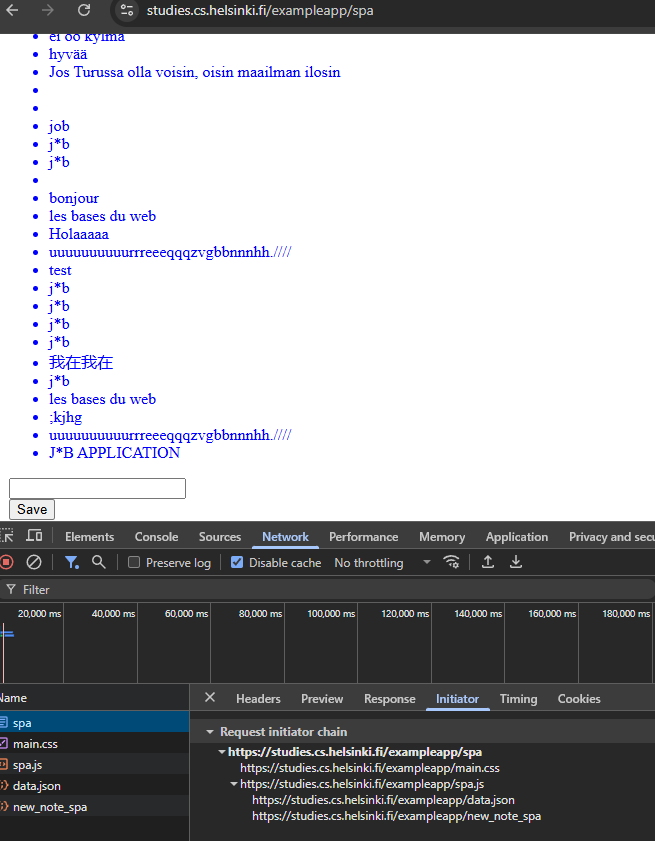 studies.cs.helsinki.fi/exampleapp/spa
ei oo kylmä
hyvää
Jos Turussa olla voisin, oisin maailman ilosin
job
j*b
j*b
bonjour
les bases du web
Holaaaaa
uuuuuuuuuurrreeeqqqzvgbbnnnhh.////
test
j*b
j*b
j*b
j*b
我在我在
j*b
les bases du web
;kjhg
uuuuuuuuuurrreeeqqqzvgbbnnnhh.////
J*B APPLICATION
Save
Elements Console Sources Network Performance Memory Application Privacy and secu
Preserve log Disable cache No throttling
Filter
20,000 ms 40,000 ms 60,000 ms 80,000 ms 100,000 ms 120,000 ms 140,000 ms 160,000 ms 180,000 ms
Name Headers Preview Response Initiator Timing Cookies
spa
main.css
spa.js
data.json
new_note_spa
Request initiator chain
https://studies.cs.helsinki.fi/exampleapp/spa
https://studies.cs.helsinki.fi/exampleapp/main.css
https://studies.cs.helsinki.fi/exampleapp/spa.js
https://studies.cs.helsinki.fi/exampleapp/data.json
https://studies.cs.helsinki.fi/exampleapp/new_note_spa